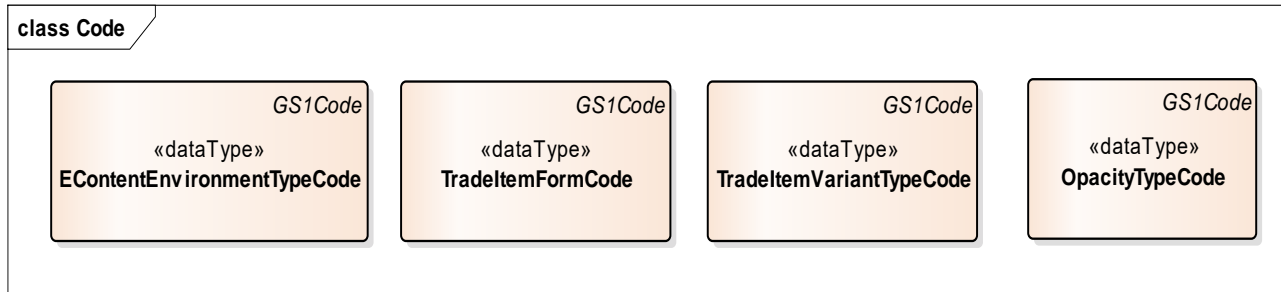 class Code
GS1Code
«dataType»
EContentEnvironmentTypeCode
GS1Code
«dataType»
TradeItemFormCode
GS1Code
«dataType»
TradeItemVariantTypeCode
GS1Code
«dataType»
OpacityTypeCode